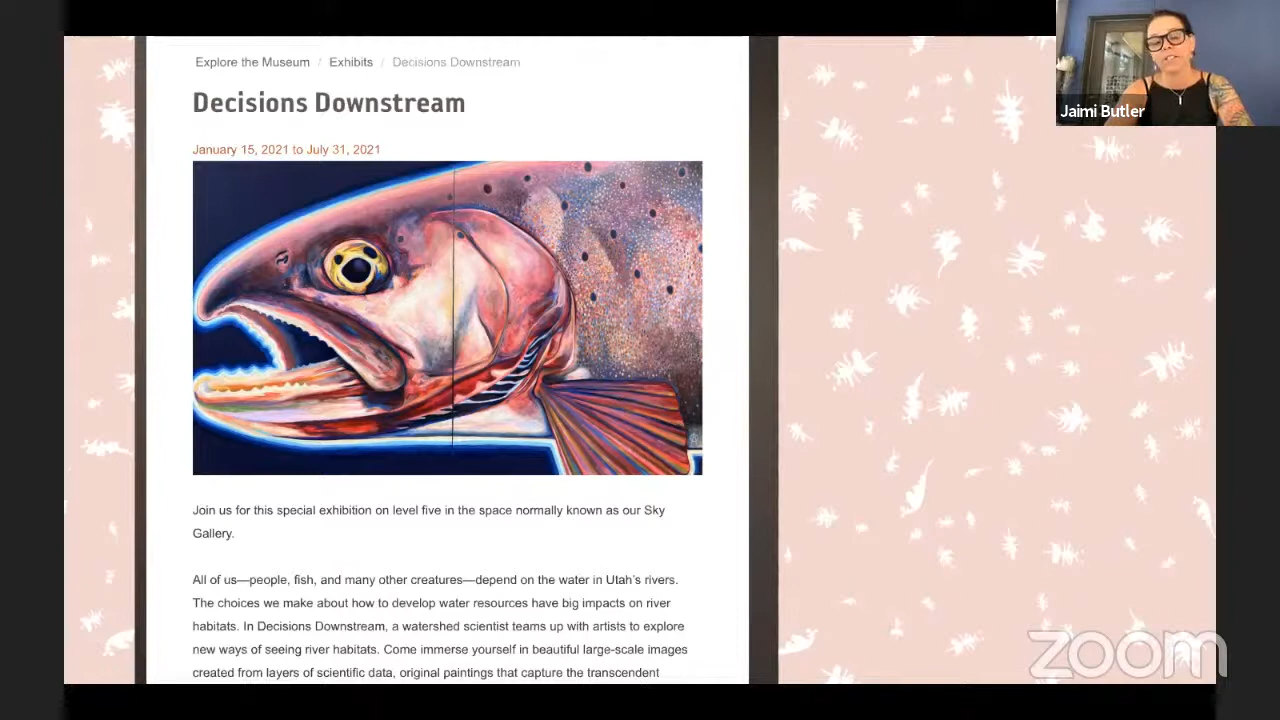 Explore the Museum / Exhibits / Decisions Downstream
Decisions Downstream
January 15, 2021 to July 31, 2021
Join us for this special exhibition on level five in the space normally known as our Sky
Gallery.
All of us—people, fish, and many other creatures—depend on the water in Utah's rivers.
The choices we make about how to develop water resources have big impacts on river
habitats. In Decisions Downstream, a watershed scientist teams up with artists to explore
new ways of seeing river habitats. Come immerse yourself in beautiful large-scale images
created from layers of scientific data, original paintings that capture the transcendent
Jaimi Butler
zoom